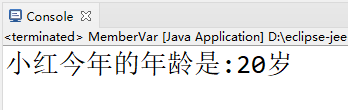 Console
<terminated> MemberVar [Java Application] D:\eclipse-jee
小红今年的年龄是:20岁